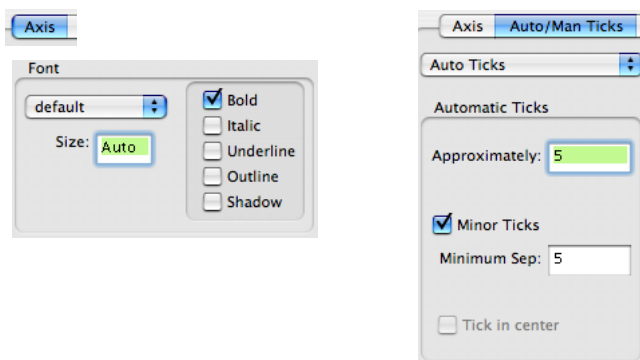 Axis
Font
default
Size: Auto
Bold
Italic
Underline
Outline
Shadow
Axis Auto/Man Ticks
Auto Ticks
Automatic Ticks
Approximately: 5
Minor Ticks
Minimum Sep: 5
Tick in center